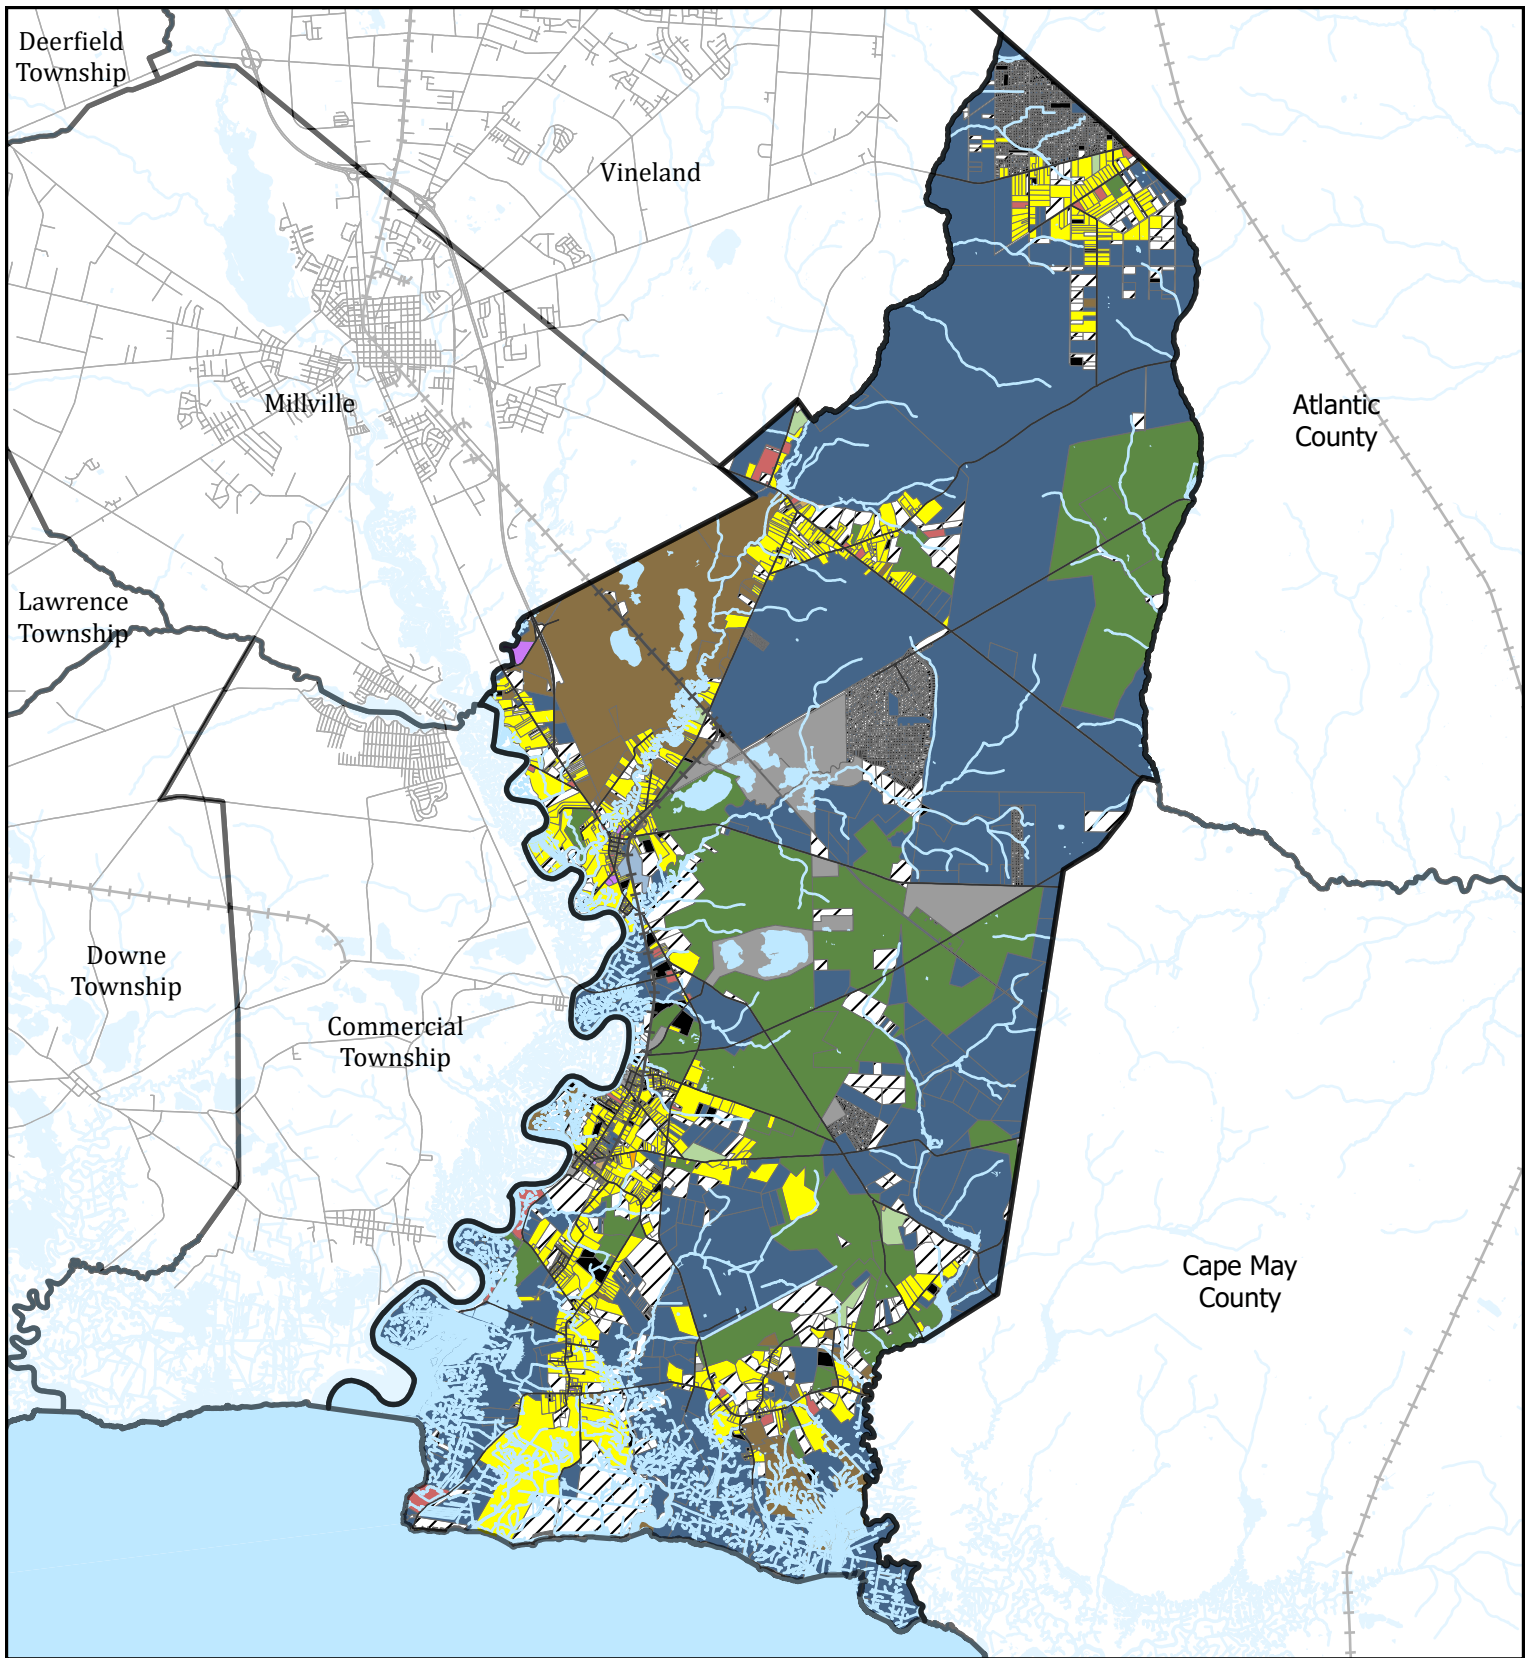 Deerfield
Township
Vineland
Millville
Atlantic
County
Lawrence
Township
Downe
Township
Commercial
Township
Cape May
County